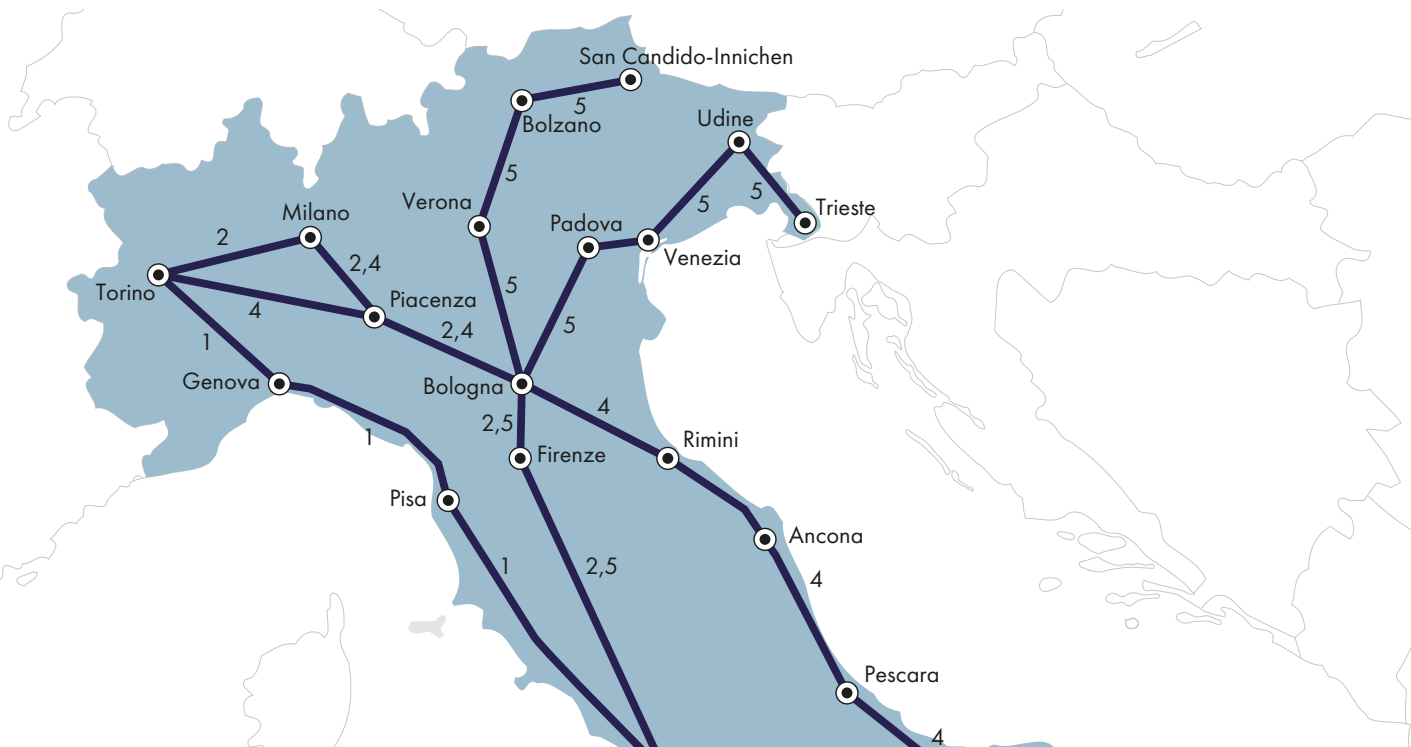 San Candido-Innichen
5
Bolzano
Udine
5
Verona
5
5
Trieste
Milano
Padova
2
Venezia
2,4
Torino
5
Piacenza
4
2,4
5
1
Genova
Bologna
4
2,5
1
Rimini
Firenze
Pisa
Ancona
1
2,5
4
Pescara
4